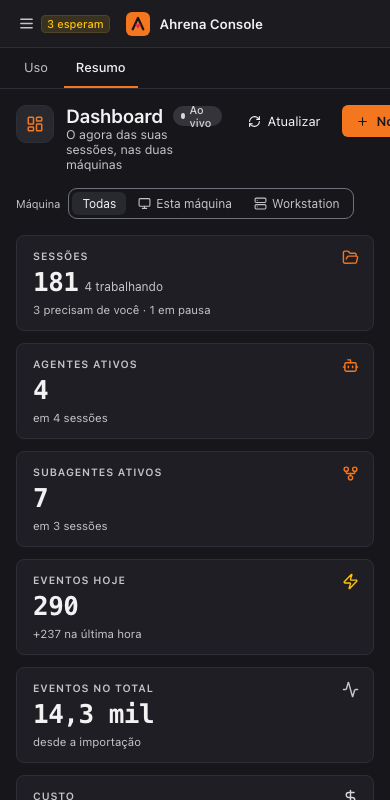 3 esperam
Ahrena Console
Uso
Resumo
Dashboard
Ao vivo
O agora das suas
sessões, nas duas
máquinas
Atualizar
Máquina
Todas
Esta máquina
Workstation
SESSÕES
181 4 trabalhando
3 precisam de você · 1 em pausa
AGENTES ATIVOS
4
em 4 sessões
SUBAGENTES ATIVOS
7
em 3 sessões
EVENTOS HOJE
290
+237 na última hora
EVENTOS NO TOTAL
14,3 mil
desde a importação
CUSTO